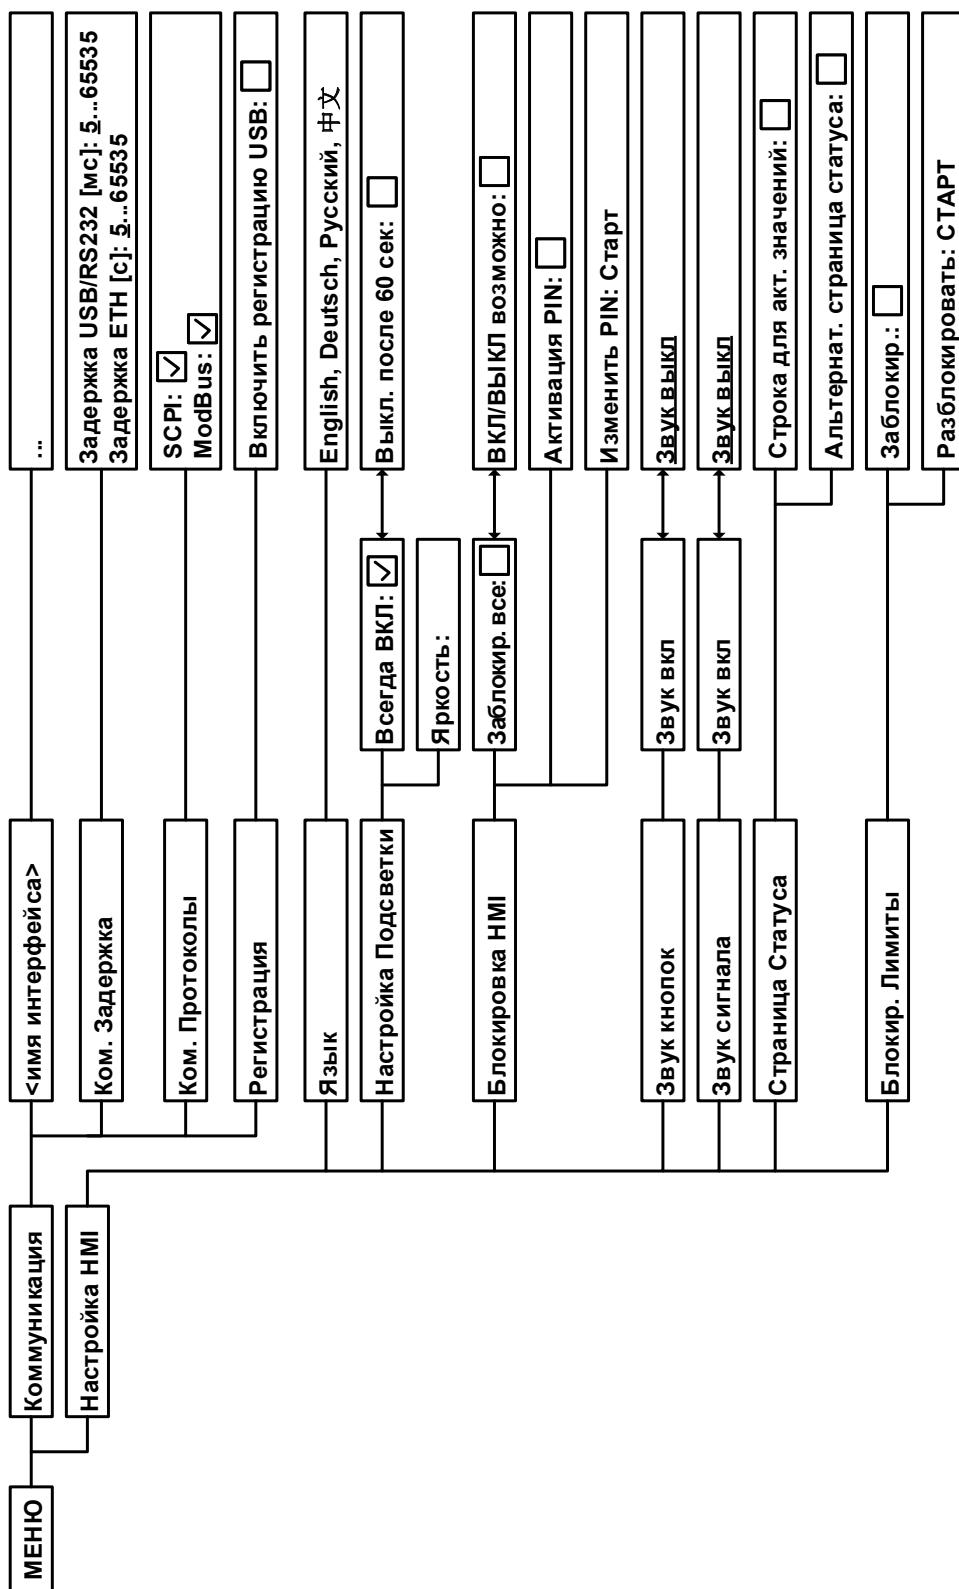 МЕНЮ
Коммуникация
<имя интерфейса>
...
Ком. Задержка
Задержка USB/RS232 [мс]: 5...65535
Задержка ETH [с]: 5...65535
Ком. Протоколы
SCPI:
ModBus:
Регистрация
Включить регистрацию USB:
Настройка HMI
Язык
English, Deutsch, Русский, 中文
Настройка Подсветки
Всегда ВКЛ:
Выкл. после 60 сек:
Яркость:
Блокировка HMI
Заблокир. все:
ВКЛ/ВЫКЛ возможно:
Активация PIN:
Изменить PIN: Старт
Звук кнопок
Звук вкл
Звук выкл
Звук сигнала
Звук вкл
Звук выкл
Страница Статуса
Строка для акт. значений:
Альтернат. страница статуса:
Блокир. Лимиты
Заблокир.:
Разблокировать: СТАРТ